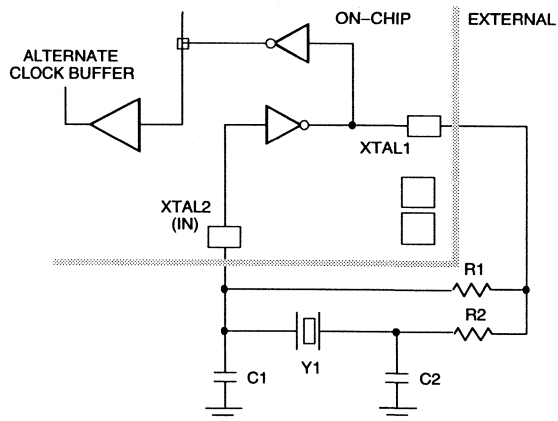 ON–CHIP
EXTERNAL
ALTERNATE
CLOCK BUFFER
XTAL1
XTAL2
(IN)
R1
R2
Y1
C1
C2